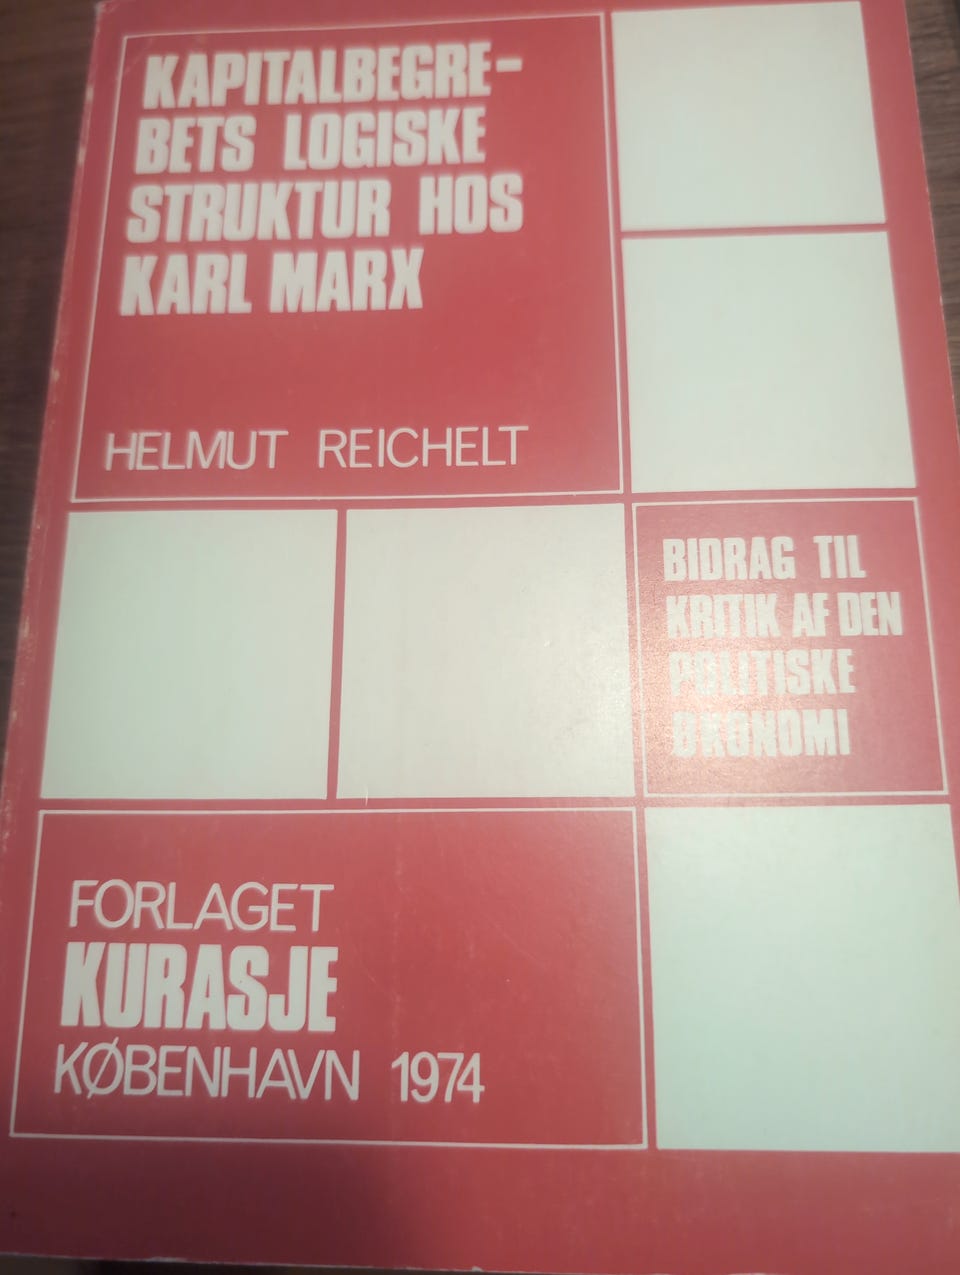 KAPITALBEGRE-
BETS LOGISKE
STRUKTUR HOS
KARL MARX
HELMUT REICHELT
BIDRAG TIL
KRITIK AF DEN
POLITISKE
ØKONOMI
FORLAGET
KURASJE
KØBENHAVN 1974